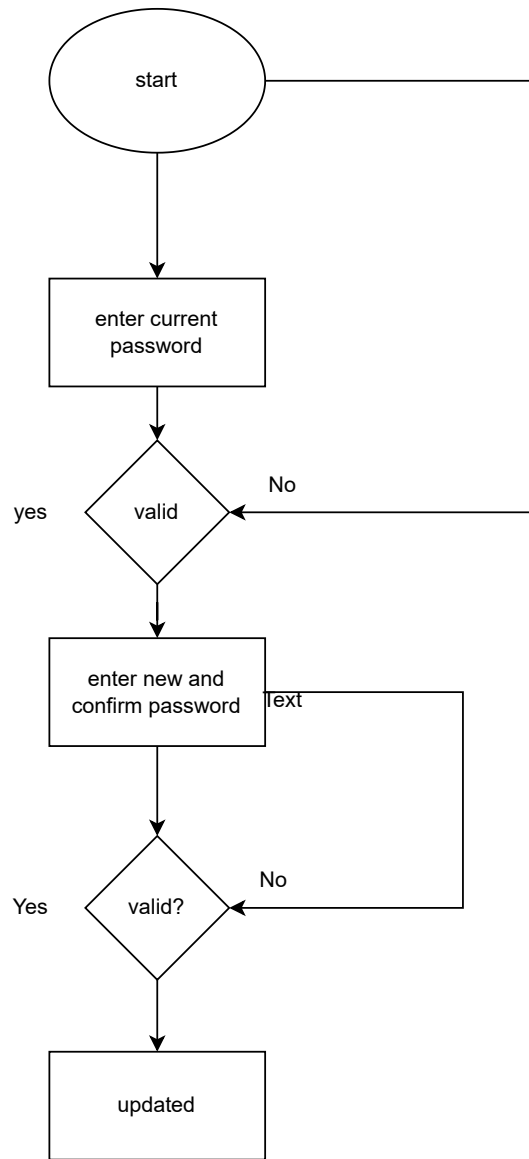 start
enter current
password
No
yes
valid
enter new and
confirm password
Text
No
Yes
valid?
updated